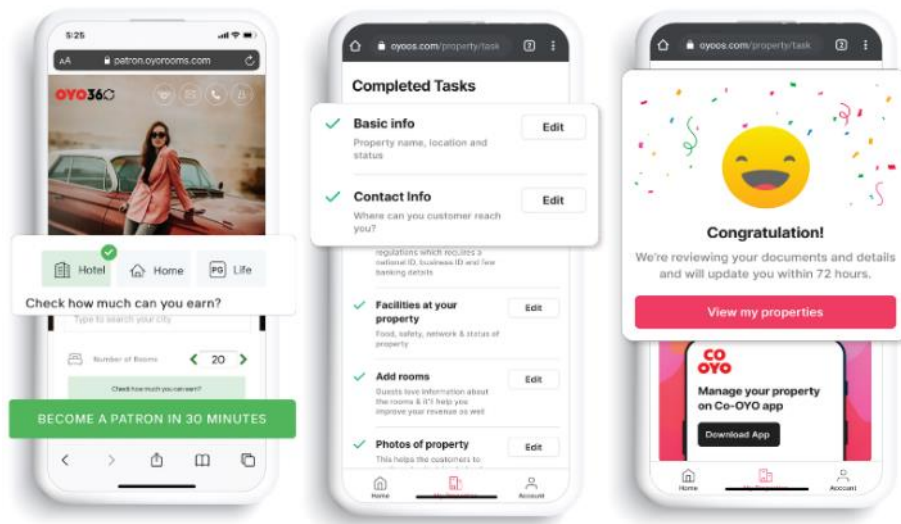 5:25
AA
patron.oyorooms.com
OYO360
Hotel
Home
PG Life
Check how much can you earn?
Type to search your city
Number of Rooms
20
Check how much you can earn?
BECOME A PATRON IN 30 MINUTES
oyoos.com/property/task
2
Completed Tasks
Basic info
Edit
Property name, location and
status
Contact Info
Edit
Where can you customer reach
you?
regulations which requires a
national ID, business ID and few
banking details
Facilities at your
property
Edit
Food, safety, network & status of
property
Add rooms
Edit
Guests love information about
the rooms & it'll help you
improve your revenue as well
Photos of property
Edit
This helps the customers to
Home
Account
oyoos.com/property/task
2
Congratulation!
We're reviewing your documents and details
and will update you within 72 hours.
View my properties
CO
OYO
Manage your property
on Co-OYO app
Download App
Home
Account